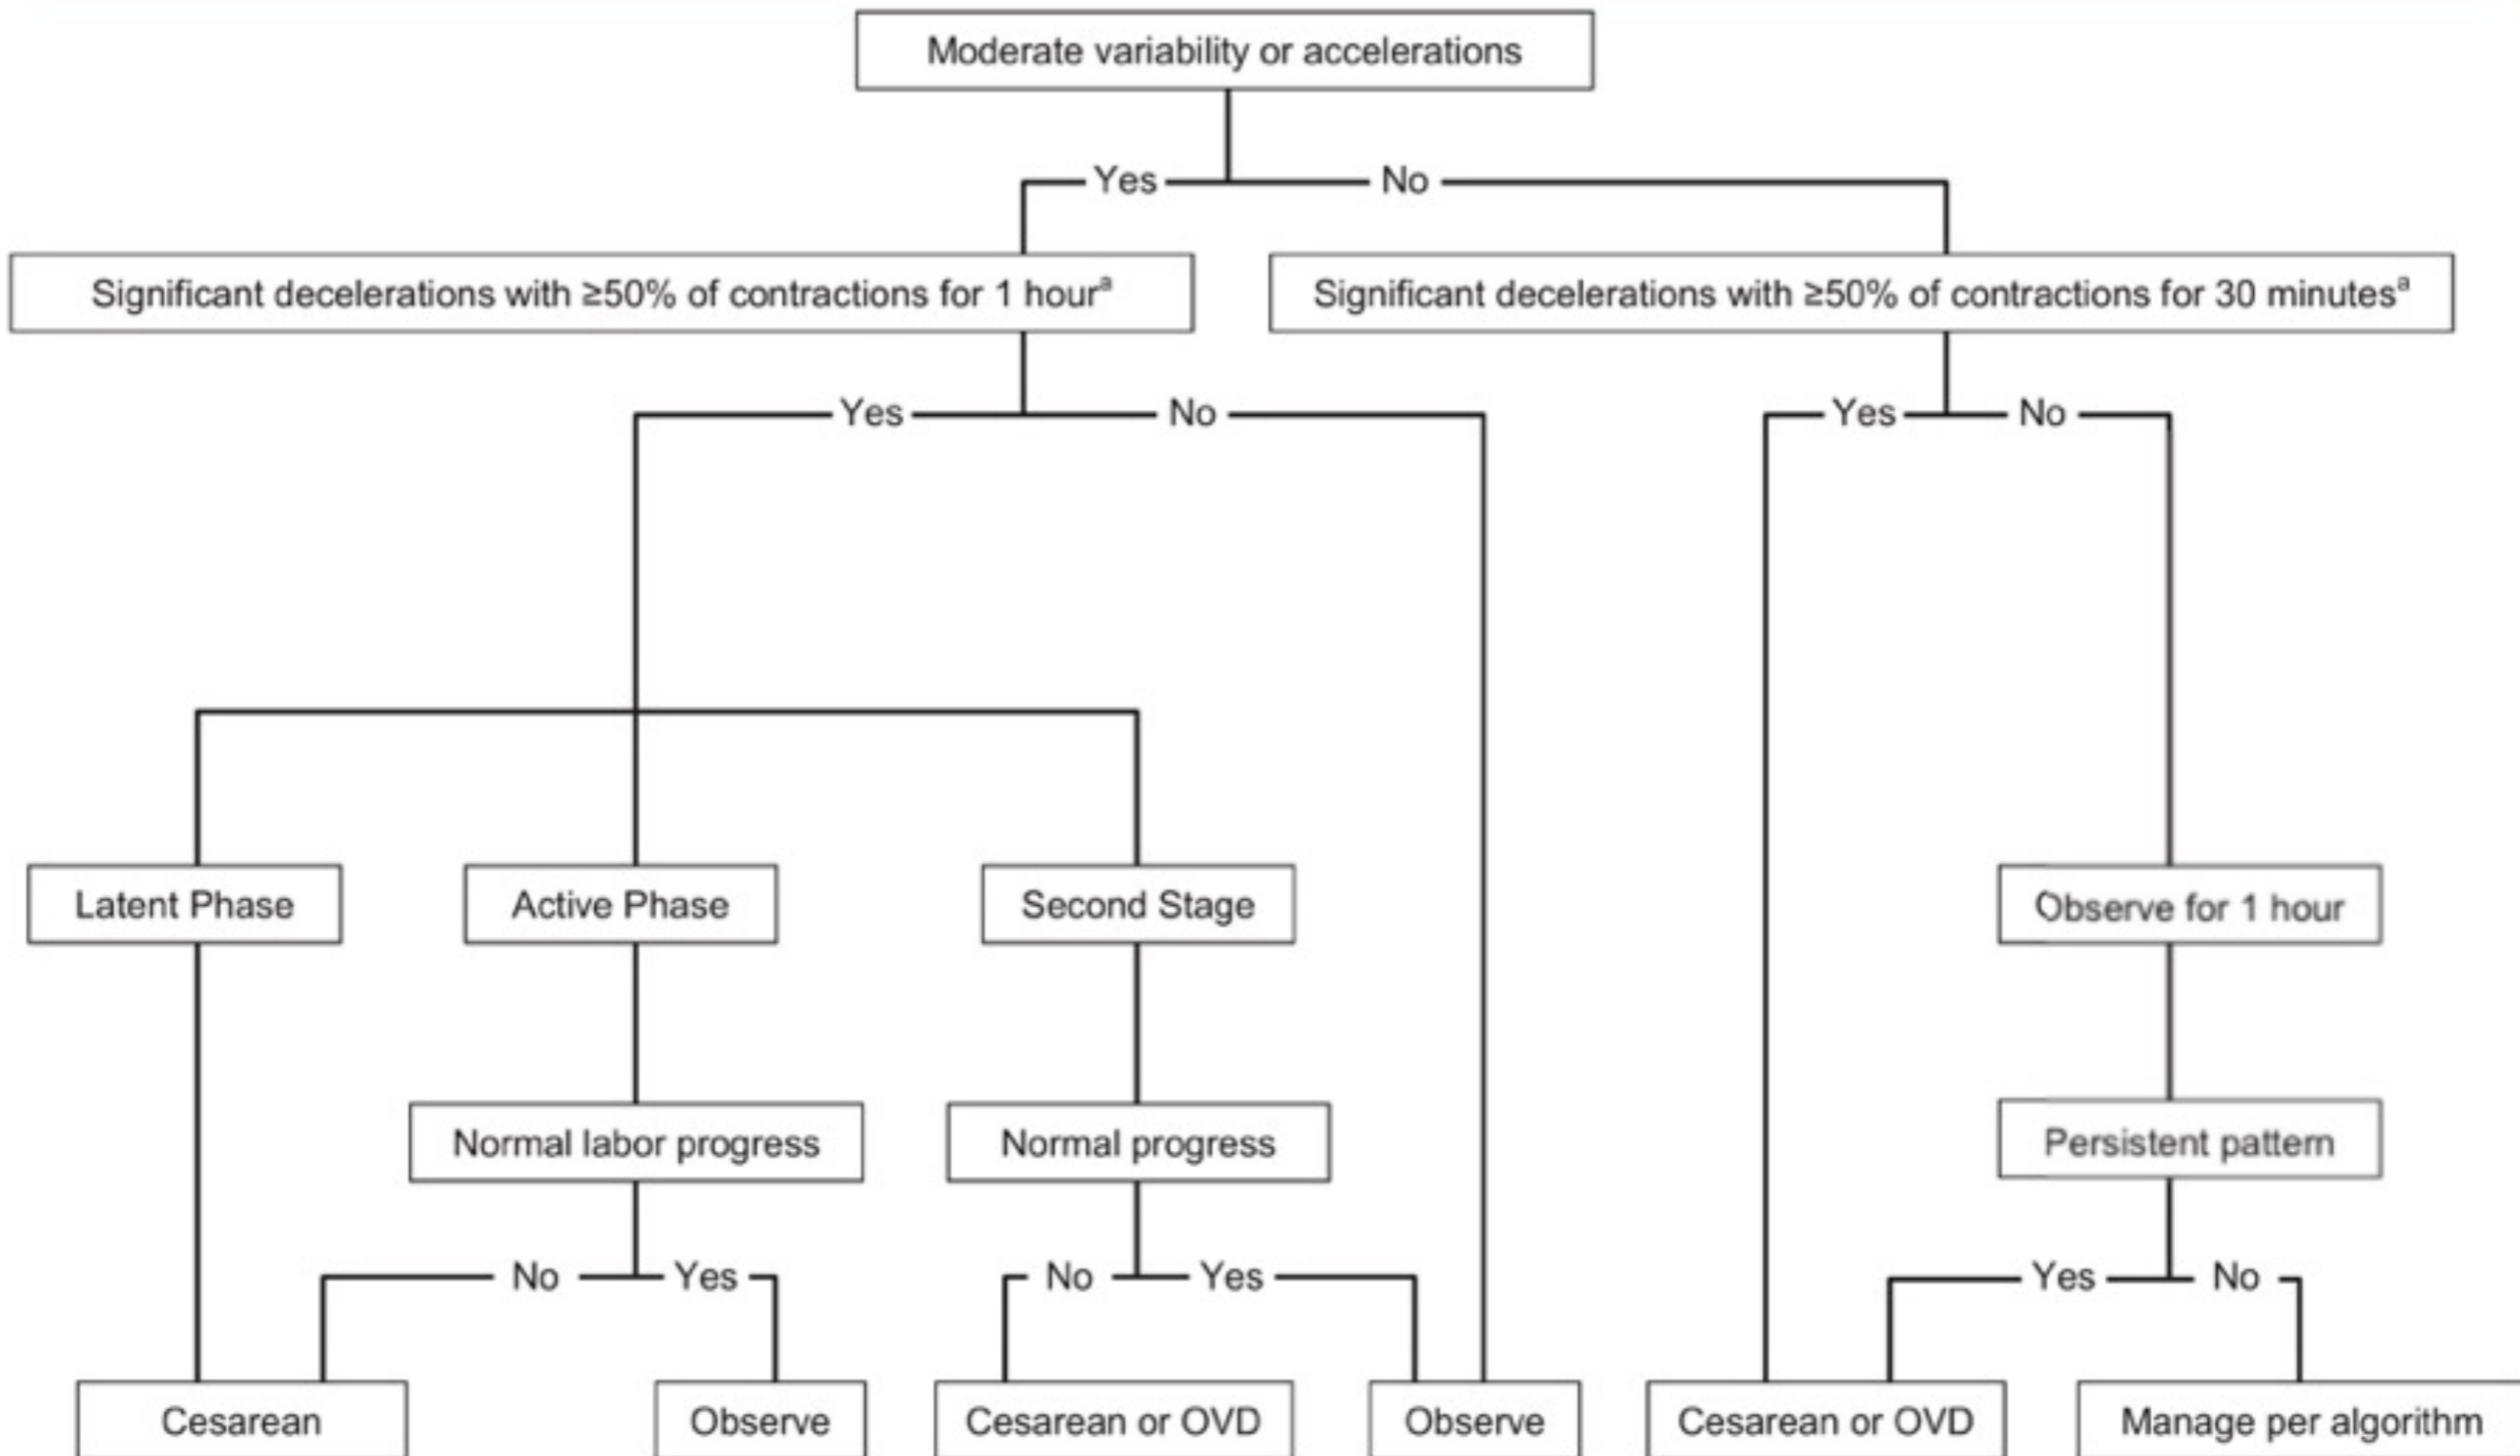 Moderate variability or accelerations
Yes No
Significant decelerations with ≥50% of contractions for 1 hourᵃ
Significant decelerations with ≥50% of contractions for 30 minutesᵃ
Yes No
Yes No
Latent Phase
Active Phase
Second Stage
Observe for 1 hour
Normal labor progress
Normal progress
Persistent pattern
No Yes
No Yes
Yes No
Cesarean
Observe
Cesarean or OVD
Observe
Cesarean or OVD
Manage per algorithm